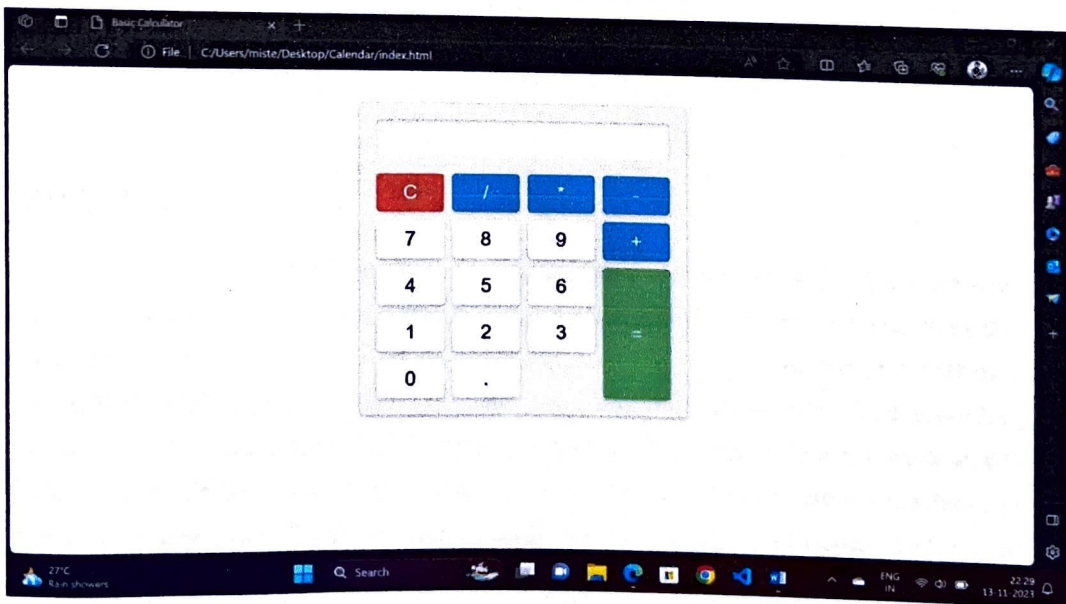 Basic Calculator
File | C:/Users/miste/Desktop/Calendar/index.html
C / * -
7 8 9 +
4 5 6
1 2 3 =
0 .
27°C
Rain showers
Search
ENG
IN
22:29
13-11-2023